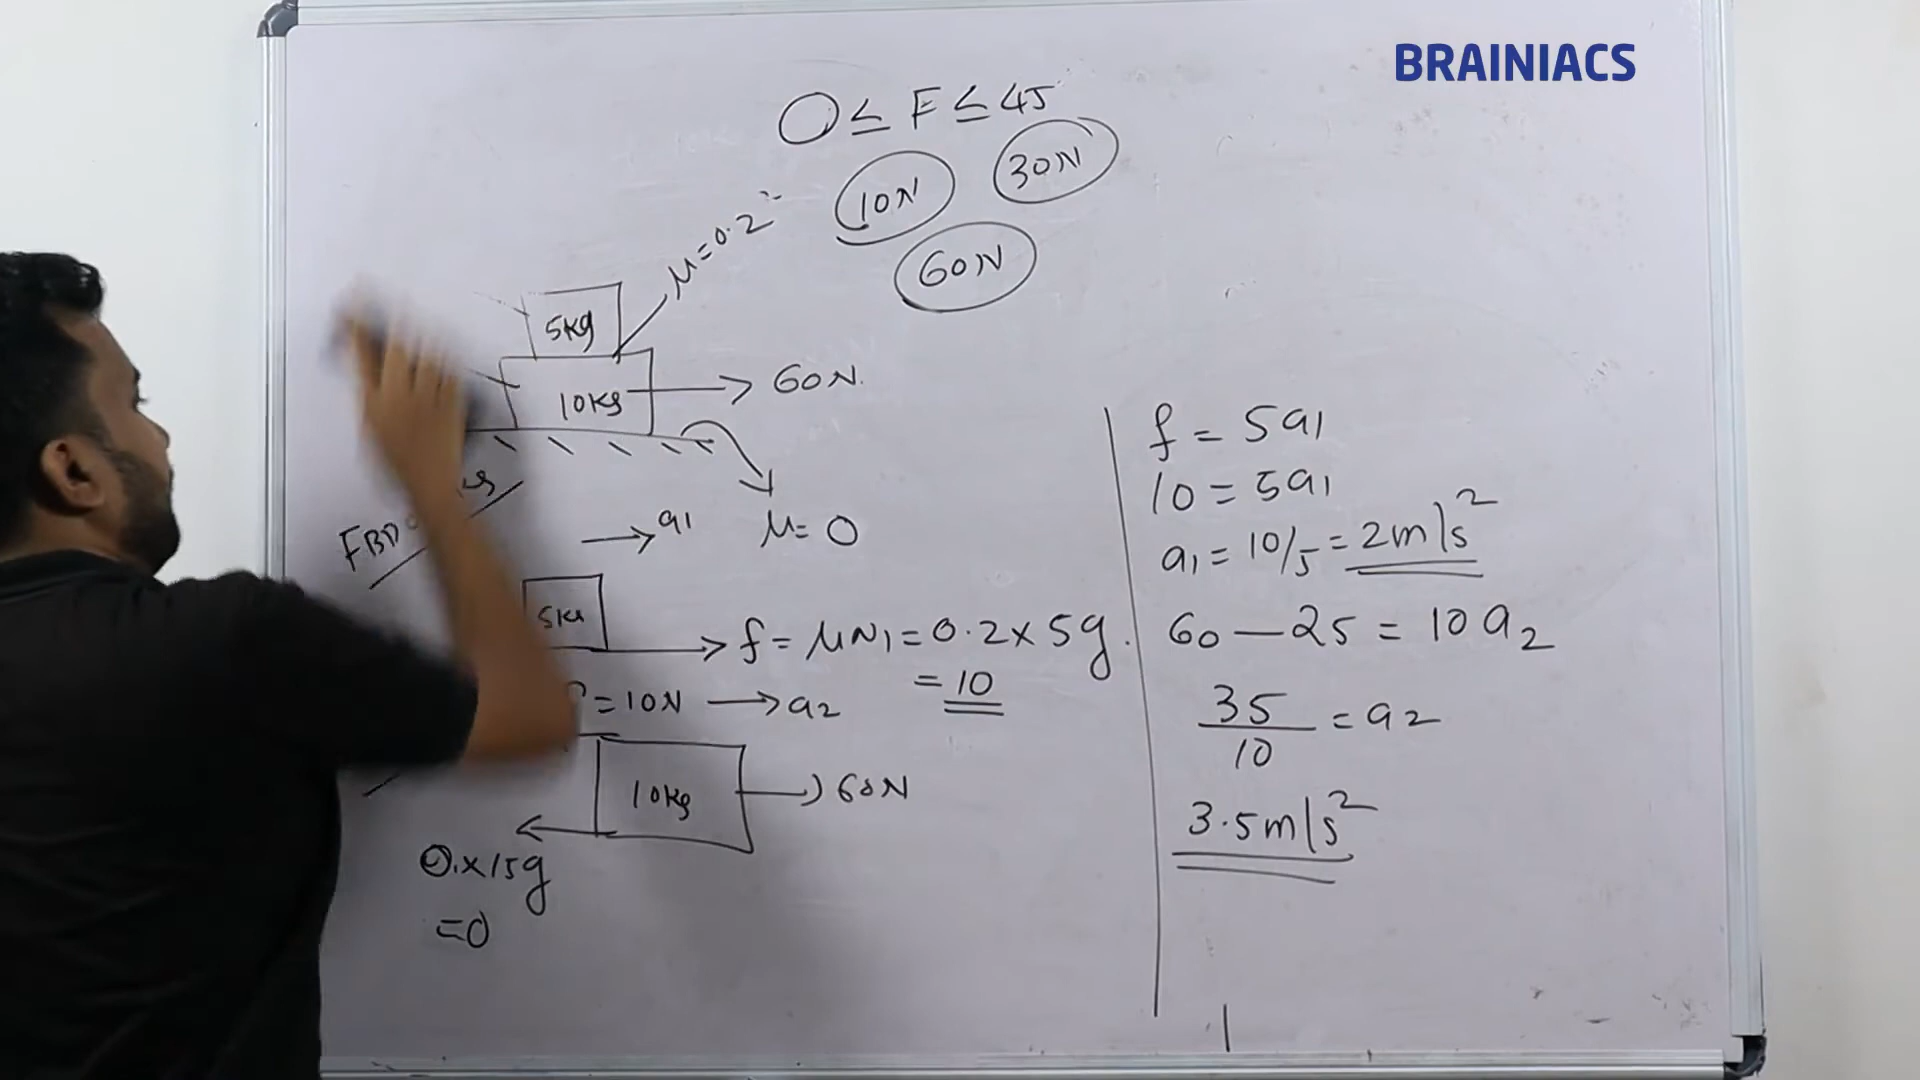 BRAINIACS
0 ≤ F ≤ 45
10N
30N
60N
μ=0.2
5kg
10kg
60N
μ=0
FBD
a1
5kg
f = μN1 = 0.2×5g
= 10
=10N
a2
10kg
60N
0×15g
=0
f = 5a1
10 = 5a1
a1 = 10/5 = 2m/s²
60 — 25 = 10a2
35/10 = a2
3.5m/s²